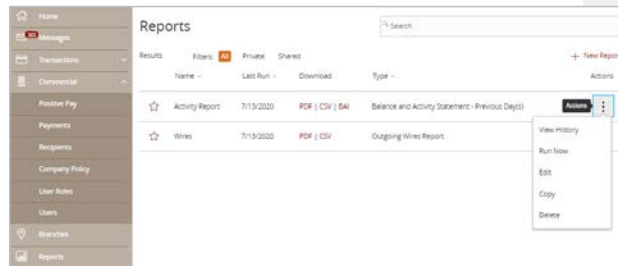 Home
Messages
Transactions
Commercial
Positive Pay
Payments
Recipients
Company Policy
User Roles
Users
Branches
Reports
Reports
Search
Results Filters: All Private Shared
+ New Repor
Name Last Run Download Type Actions
Activity Report 7/13/2020 PDF | CSV | BAI Balance and Activity Statement - Previous Day(s) Actions
Wires 7/13/2020 PDF | CSV Outgoing Wires Report
View History
Run Now
Edit
Copy
Delete